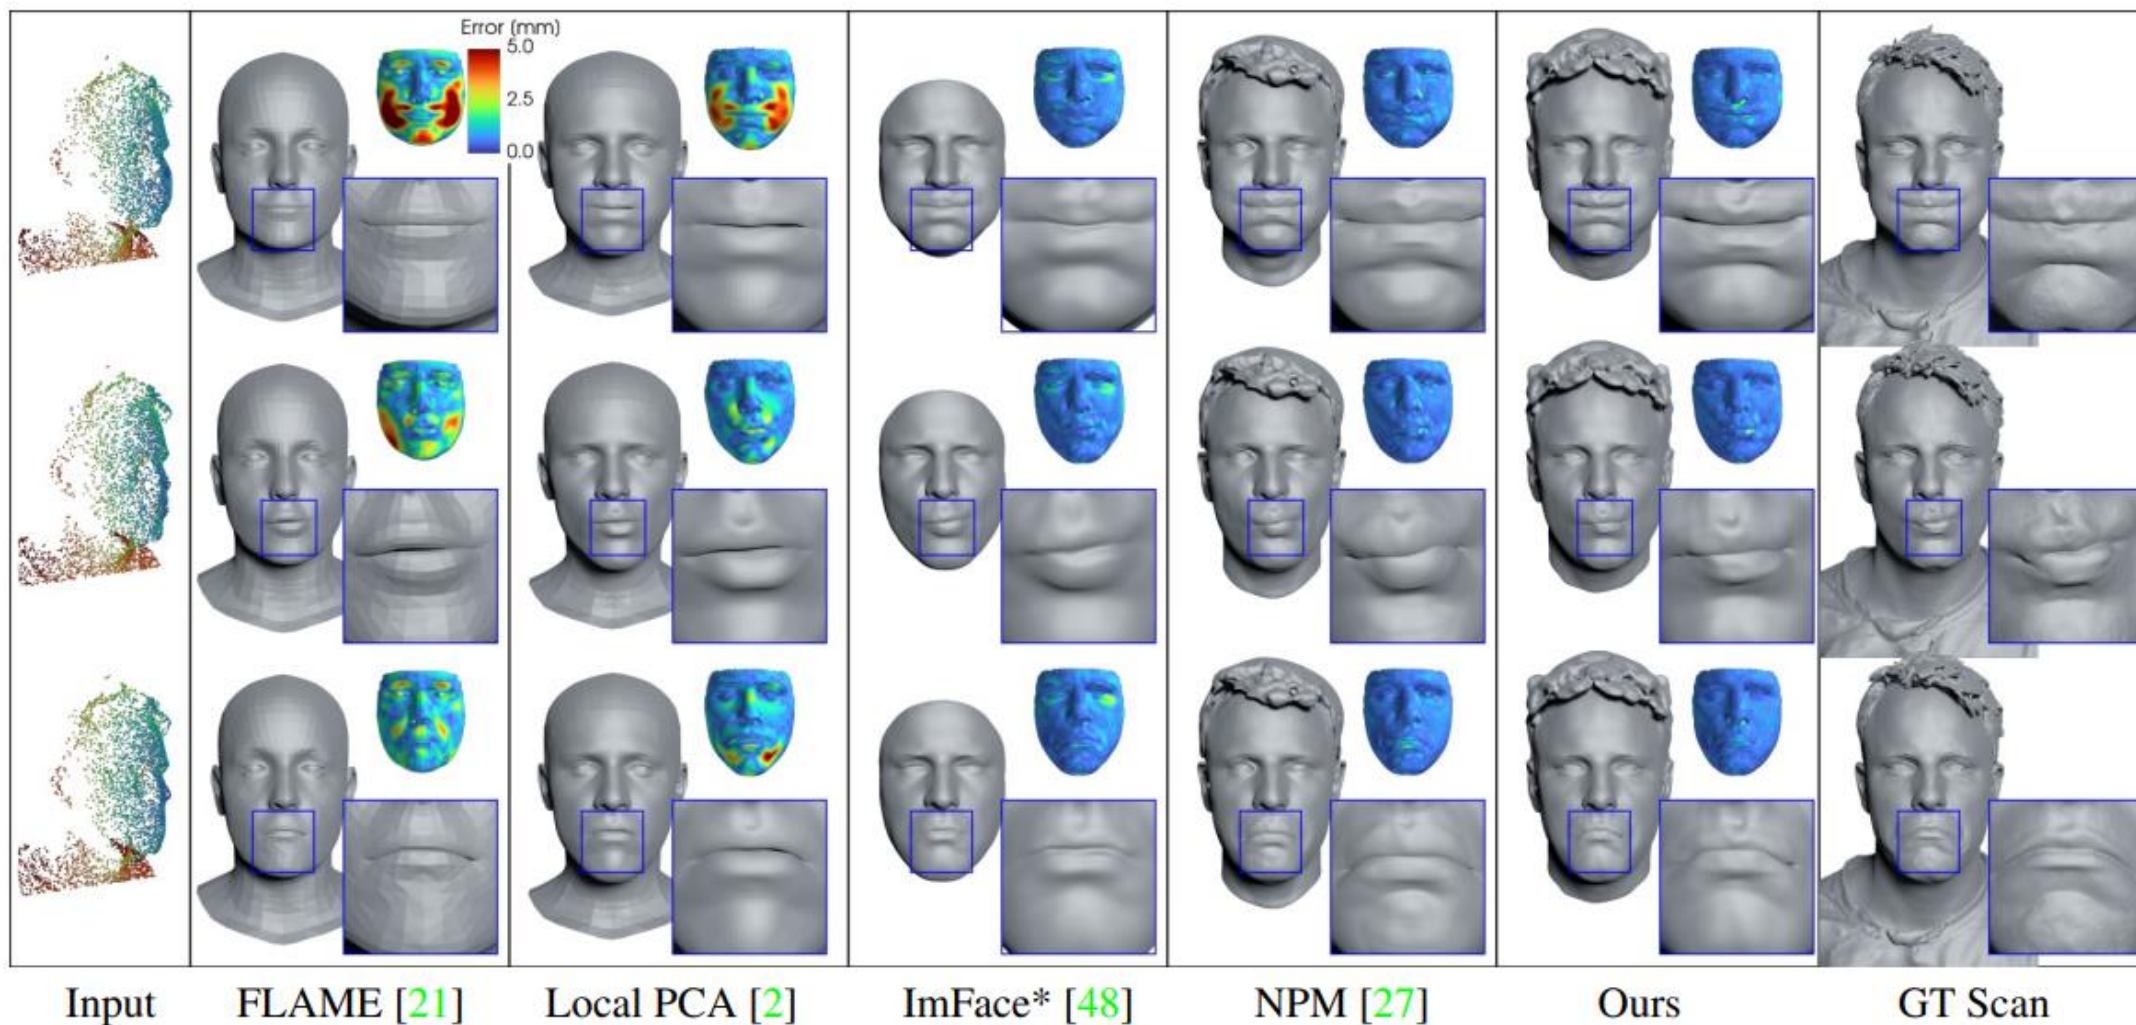 Error (mm)
5.0
2.5
0.0
Input
FLAME [21]
Local PCA [2]
ImFace* [48]
NPM [27]
Ours
GT Scan